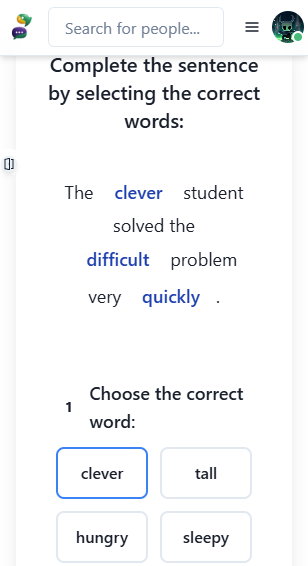 Search for people...
Complete the sentence
by selecting the correct
words:
The clever student
solved the
difficult problem
very quickly .
1 Choose the correct
word:
clever tall
hungry sleepy